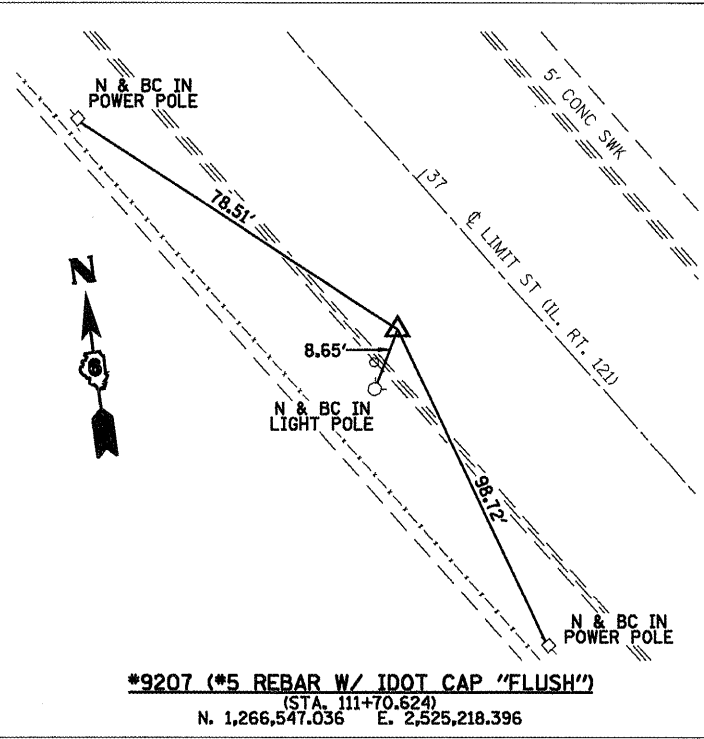 N & BC IN
POWER POLE
5' CONC SWK
137
℄ LIMIT ST (IL. RT. 121)
78.51'
N
6
8.65'
N & BC IN
LIGHT POLE
98.72'
N & BC IN
POWER POLE
*9207 (*5 REBAR W/ IDOT CAP "FLUSH")
(STA. 111+70.624)
N. 1,266,547.036 E. 2,525,218.396